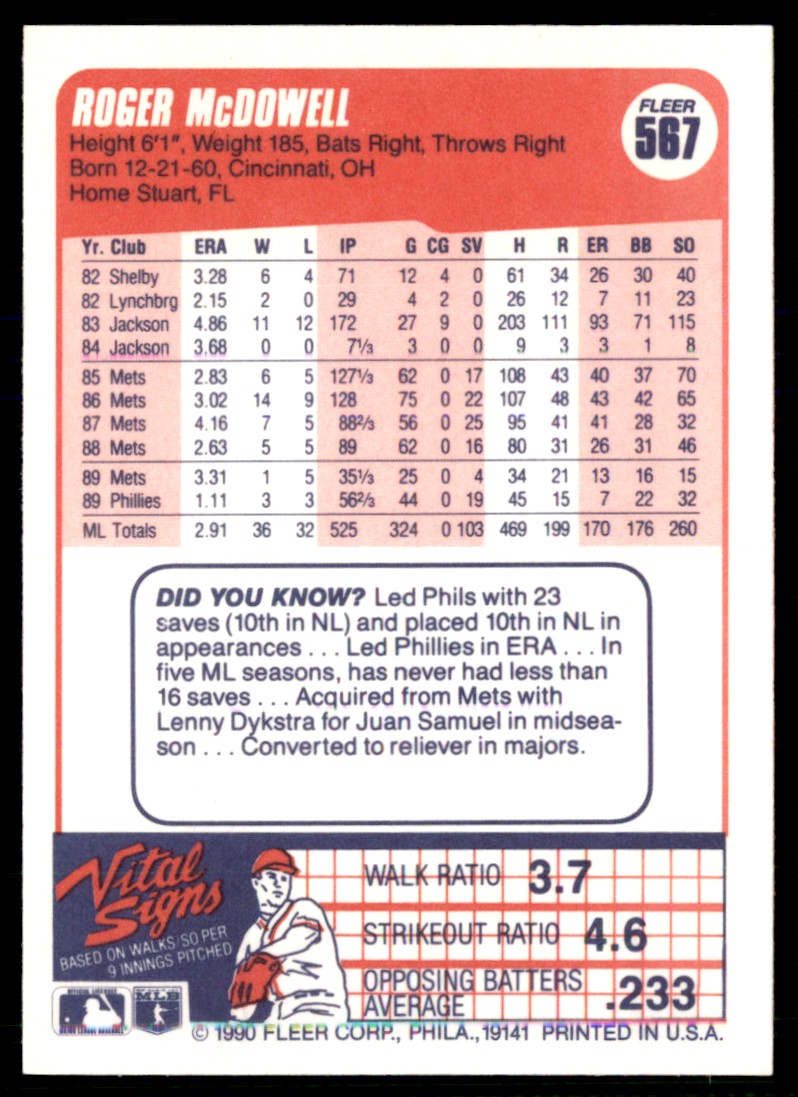 ROGER McDOWELL
FLEER
567
Height 6'1", Weight 185, Bats Right, Throws Right
Born 12-21-60, Cincinnati, OH
Home Stuart, FL
Yr. Club ERA W L IP G CG SV H R ER BB SO
82 Shelby 3.28 6 4 71 12 4 0 61 34 26 30 40
82 Lynchbrg 2.15 2 0 29 4 2 0 26 12 7 11 23
83 Jackson 4.86 11 12 172 27 9 0 203 111 93 71 115
84 Jackson 3.68 0 0 7⅓ 3 0 0 9 3 3 1 8
85 Mets 2.83 6 5 127⅓ 62 0 17 108 43 40 37 70
86 Mets 3.02 14 9 128 75 0 22 107 48 43 42 65
87 Mets 4.16 7 5 88⅔ 56 0 25 95 41 41 28 32
88 Mets 2.63 5 5 89 62 0 16 80 31 26 31 46
89 Mets 3.31 1 5 35⅓ 25 0 4 34 21 13 16 15
89 Phillies 1.11 3 3 56⅔ 44 0 19 45 15 7 22 32
ML Totals 2.91 36 32 525 324 0 103 469 199 170 176 260
DID YOU KNOW? Led Phils with 23
saves (10th in NL) and placed 10th in NL in
appearances . . . Led Phillies in ERA . . . In
five ML seasons, has never had less than
16 saves . . . Acquired from Mets with
Lenny Dykstra for Juan Samuel in midsea-
son . . . Converted to reliever in majors.
Vital
Signs
BASED ON WALKS/SO PER
9 INNINGS PITCHED
WALK RATIO 3.7
STRIKEOUT RATIO 4.6
OPPOSING BATTERS
AVERAGE .233
MLB
© 1990 FLEER CORP., PHILA., 19141 PRINTED IN U.S.A.